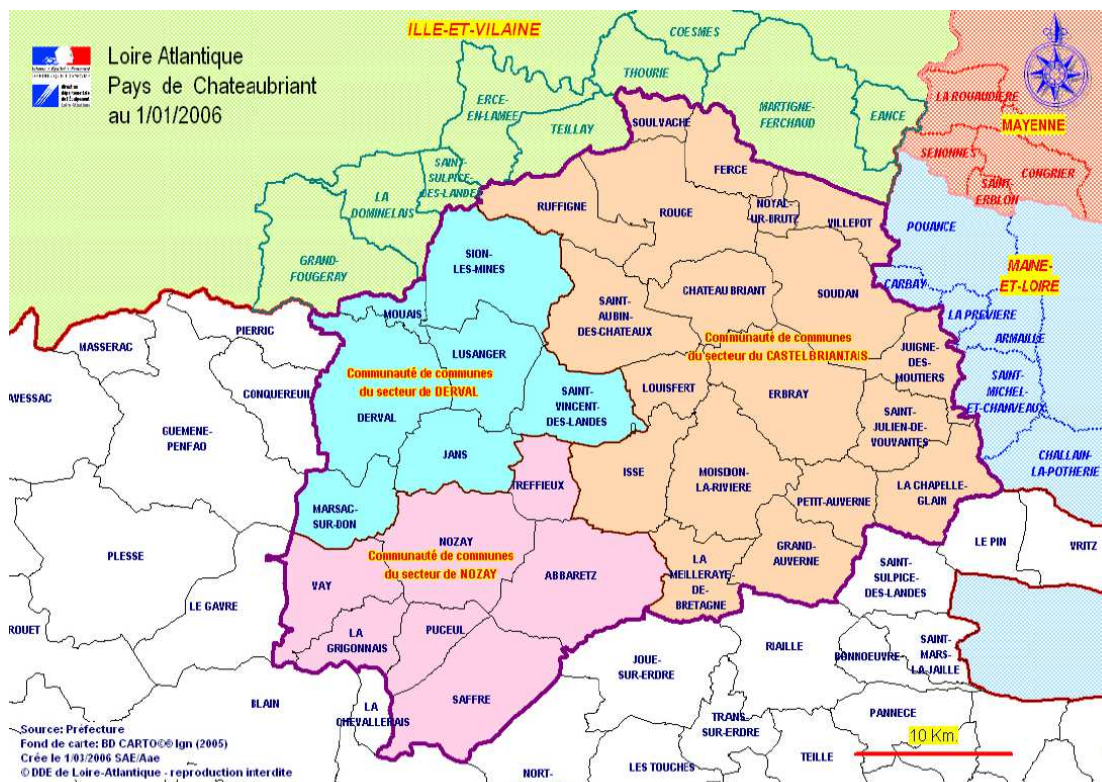 Loire Atlantique
Pays de Chateaubriant
au 1/01/2006
ILLE-ET-VILAINE
COESMES
THOURIE
ERCE-
EN-LAMEE
TEILLAY
MARTIGNE-
FERCHAUD
EANCE
LA ROUAUDIERE
MAYENNE
SENONNES
CONGRIER
SAINT-
ERBLON
SOULVACHE
FERCE
SAINT-
SULPICE-
DES-LANDES
LA
DOMINELAIS
GRAND-
FOUGERAY
RUFFIGNE
ROUGE
NOYAL-
UR-BRUTZ
VILLEPOT
POUANCE
SION-
LES-MINES
MAINE-
ET-LOIRE
CARBAY
LA PREVIERE
ARMAILLE
CHATEAUBRIANT
SOUDAN
SAINT-
AUBIN-
DES-CHATEAUX
MOUAIS
PIERRIC
MASSERAC
LUSANGER
Communauté de communes
du secteur du CASTELBRIANTAIS
JUIGNE-
DES-
MOUTIERS
SAINT-
MICHEL-
ET-CHANVEAUX
Communauté de communes
du secteur de DERVAL
CONQUEREUIL
AVESSAC
LOUISFERT
ERBRAY
SAINT-
VINCENT-
DES-LANDES
DERVAL
GUEMENE-
PENFAO
SAINT-
JULIEN-DE-
VOUVANTES
CHALLAIN-
LA-POTHERIE
JANS
ISSE
MOISDON-
LA-RIVIERE
TREFFIEUX
LA CHAPELLE-
GLAIN
PETIT-AUVERNE
MARSAC-
SUR-DON
NOZAY
Communauté de communes
du secteur de NOZAY
PLESSE
ABBARETZ
LA
MEILLERAYE-
DE-
BRETAGNE
GRAND-
AUVERNE
LE PIN
VRITZ
SAINT-
SULPICE-
DES-LANDES
VAY
LE GAVRE
ROUET
LA
GRIGONNAIS
PUCEUL
RIAILLE
BONNOEUVRE
SAINT-
MARS-
LA-JAILLE
JOUE-
SUR-ERDRE
SAFFRE
BLAIN
LA
CHEVALLERAIS
TRANS-
SUR-ERDRE
PANNECE
10 Km.
TEILLE
LES TOUCHES
NORT-
Source: Préfecture
Fond de carte: BD CARTO©® Ign (2005)
Crée le 1/03/2006 SAE/Aae
© DDE de Loire-Atlantique - reproduction interdite